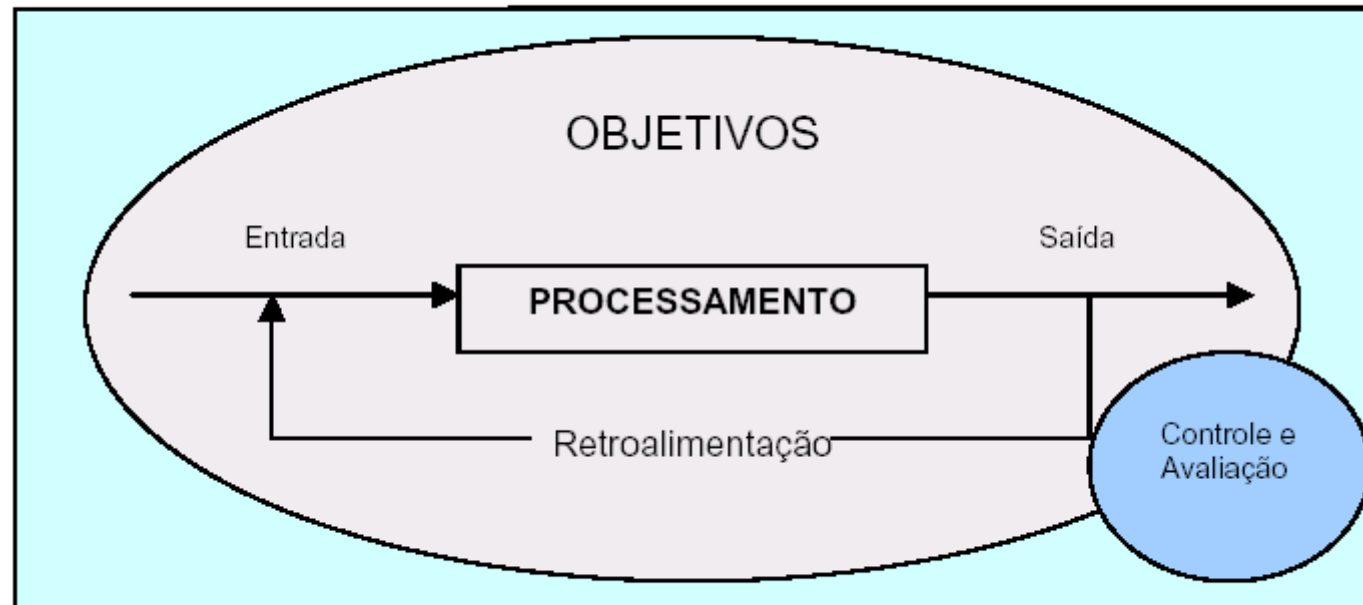 OBJETIVOS
Entrada
Saída
PROCESSAMENTO
Retroalimentação
Controle e
Avaliação